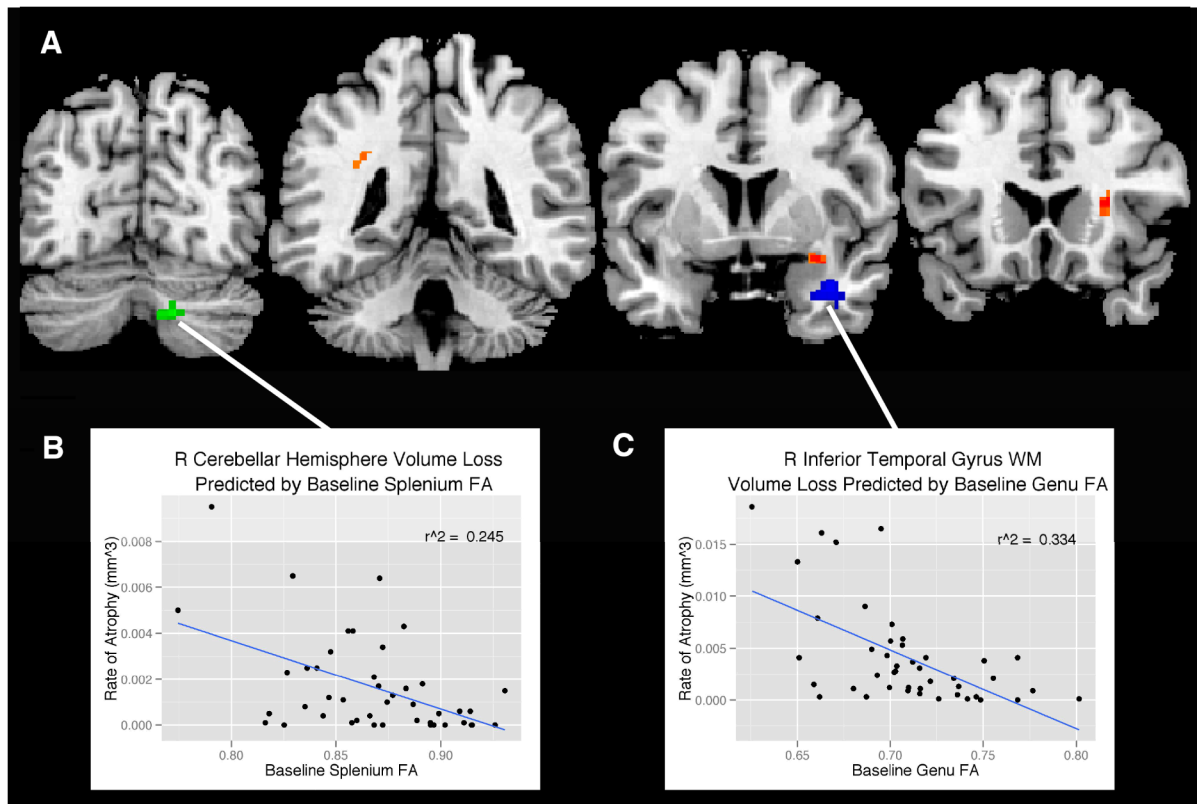 A
B
R Cerebellar Hemisphere Volume Loss
Predicted by Baseline Splenium FA
r^2 = 0.245
Rate of Atrophy (mm^3)
0.008
0.006
0.004
0.002
0.000
0.80
0.85
0.90
Baseline Splenium FA
C
R Inferior Temporal Gyrus WM
Volume Loss Predicted by Baseline Genu FA
r^2 = 0.334
Rate of Atrophy (mm^3)
0.015
0.010
0.005
0.000
0.65
0.70
0.75
0.80
Baseline Genu FA